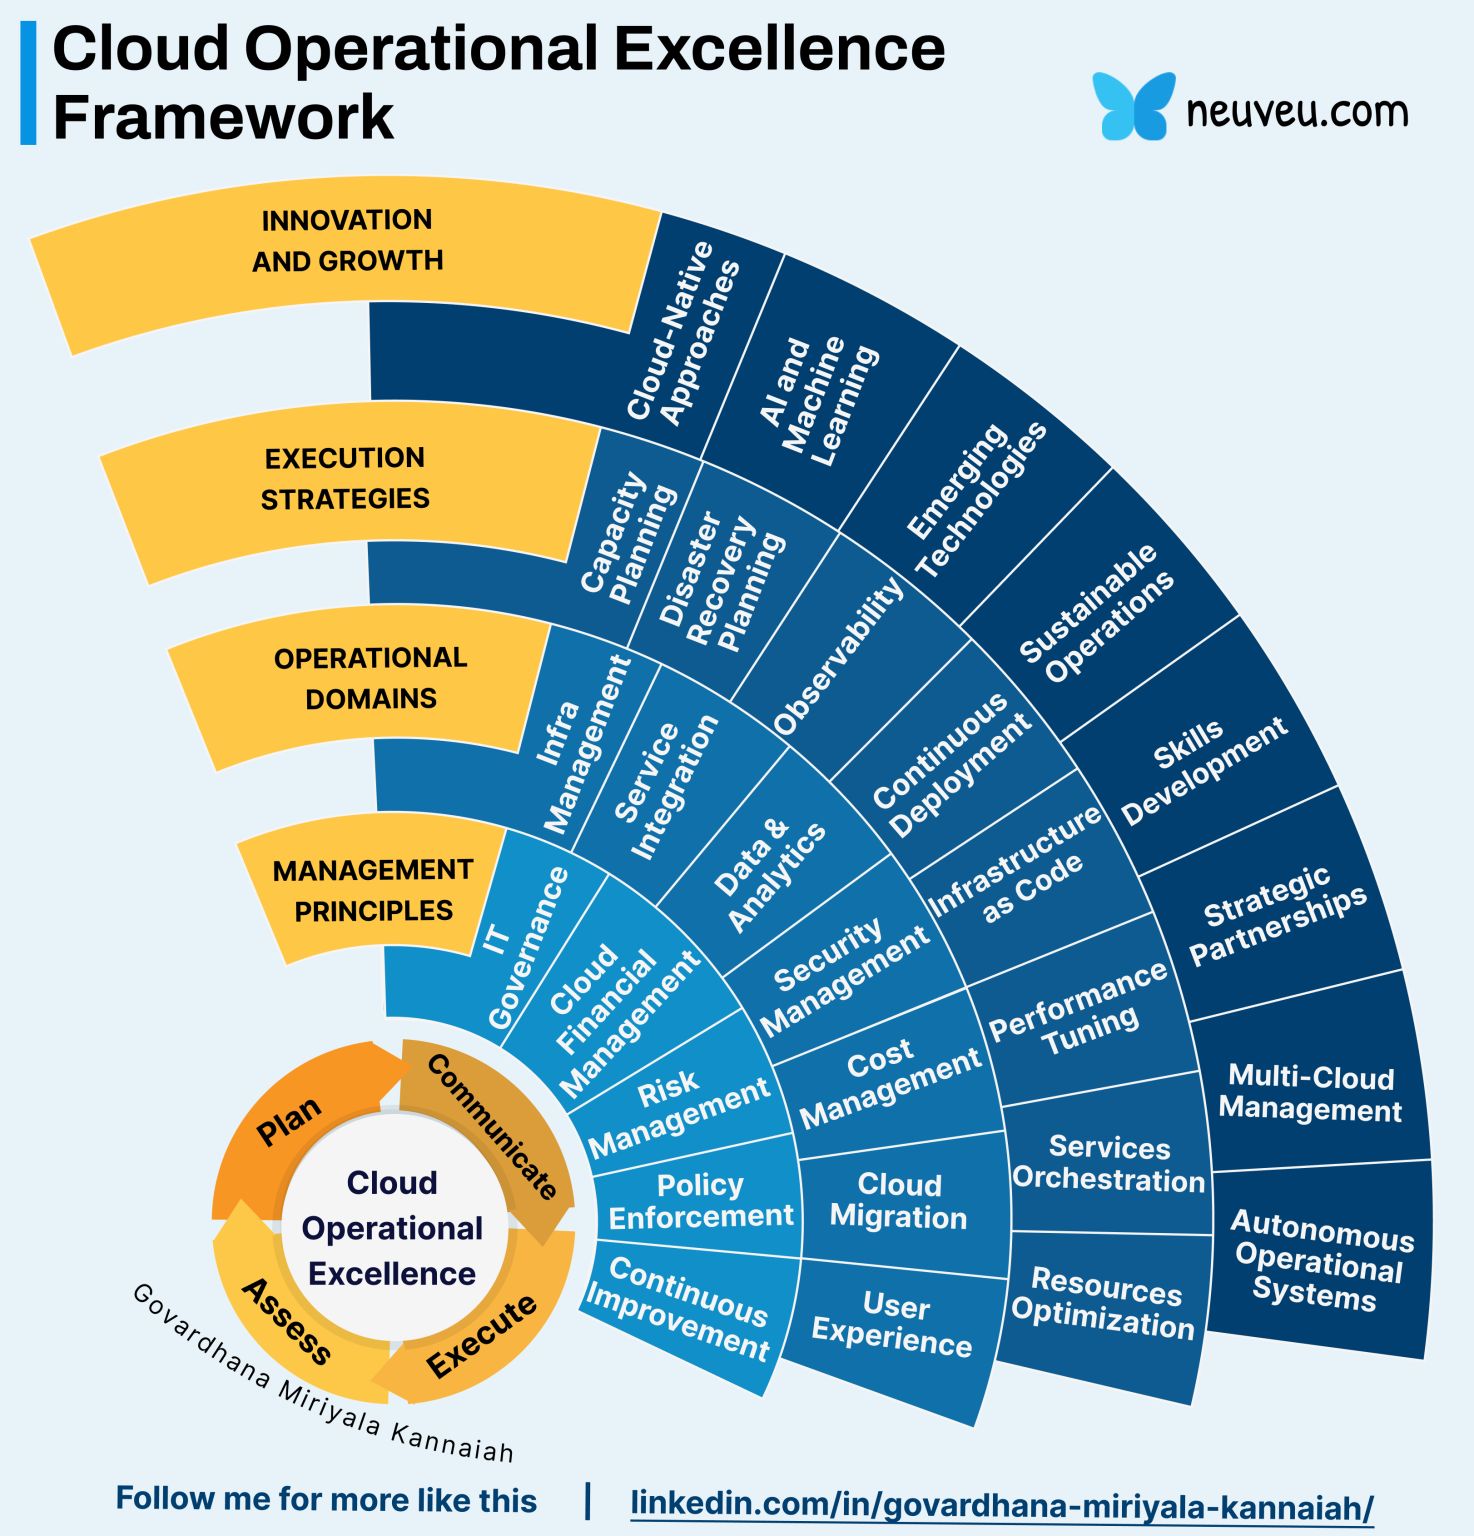 Cloud Operational Excellence
Framework
neuveu.com
INNOVATION
AND GROWTH
Cloud-Native
Approaches
AI and
Machine
Learning
Emerging
Technologies
Sustainable
Operations
Skills
Development
Strategic
Partnerships
Multi-Cloud
Management
Autonomous
Operational
Systems
EXECUTION
STRATEGIES
Capacity
Planning
Disaster
Recovery
Planning
Observability
Continuous
Deployment
Infrastructure
as Code
Performance
Tuning
Services
Orchestration
Resources
Optimization
OPERATIONAL
DOMAINS
Infra
Management
Service
Integration
Data &
Analytics
Security
Management
Cost
Management
Cloud
Migration
User
Experience
MANAGEMENT
PRINCIPLES
IT
Governance
Cloud
Financial
Management
Risk
Management
Policy
Enforcement
Continuous
Improvement
Plan
Communicate
Execute
Assess
Cloud
Operational
Excellence
Govardhana Miriyala Kannaiah
Follow me for more like this
linkedin.com/in/govardhana-miriyala-kannaiah/